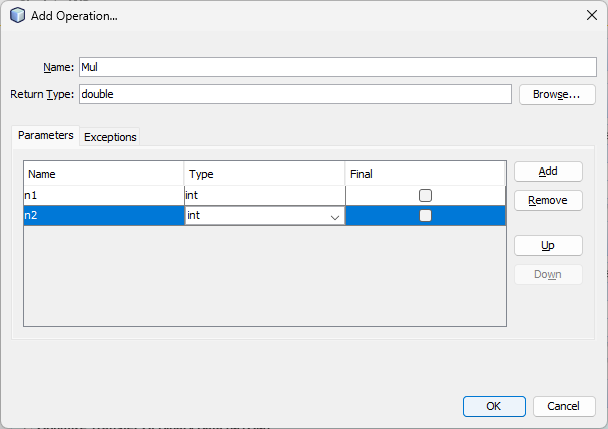 Add Operation...
Name: Mul
Return Type: double Browse...
Parameters Exceptions
Name Type Final
n1 int
n2 int
Add
Remove
Up
Down
OK Cancel